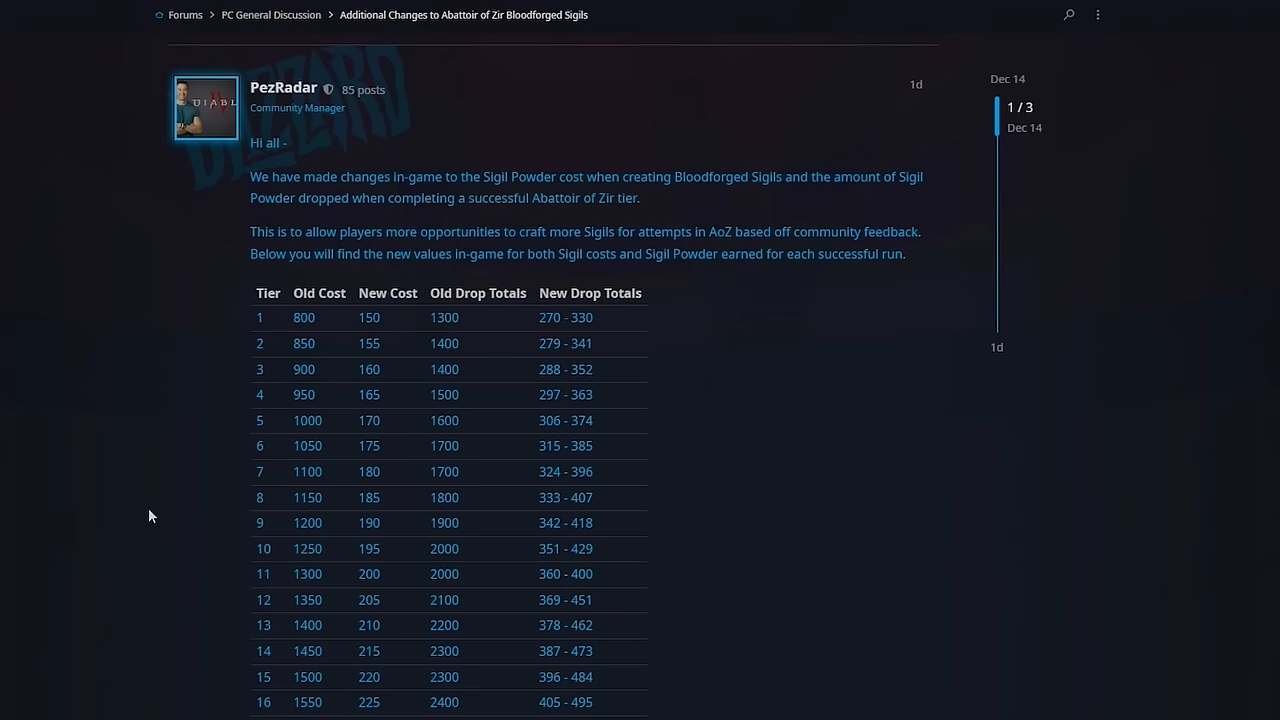 Forums > PC General Discussion > Additional Changes to Abattoir of Zir Bloodforged Sigils
BLIZZARD
DIABL
PezRadar 85 posts 1d
Community Manager
Dec 14
1 / 3
Dec 14
1d
Hi all -
We have made changes in-game to the Sigil Powder cost when creating Bloodforged Sigils and the amount of Sigil
Powder dropped when completing a successful Abattoir of Zir tier.
This is to allow players more opportunities to craft more Sigils for attempts in AoZ based off community feedback.
Below you will find the new values in-game for both Sigil costs and Sigil Powder earned for each successful run.
Tier Old Cost New Cost Old Drop Totals New Drop Totals
1 800 150 1300 270 - 330
2 850 155 1400 279 - 341
3 900 160 1400 288 - 352
4 950 165 1500 297 - 363
5 1000 170 1600 306 - 374
6 1050 175 1700 315 - 385
7 1100 180 1700 324 - 396
8 1150 185 1800 333 - 407
9 1200 190 1900 342 - 418
10 1250 195 2000 351 - 429
11 1300 200 2000 360 - 400
12 1350 205 2100 369 - 451
13 1400 210 2200 378 - 462
14 1450 215 2300 387 - 473
15 1500 220 2300 396 - 484
16 1550 225 2400 405 - 495